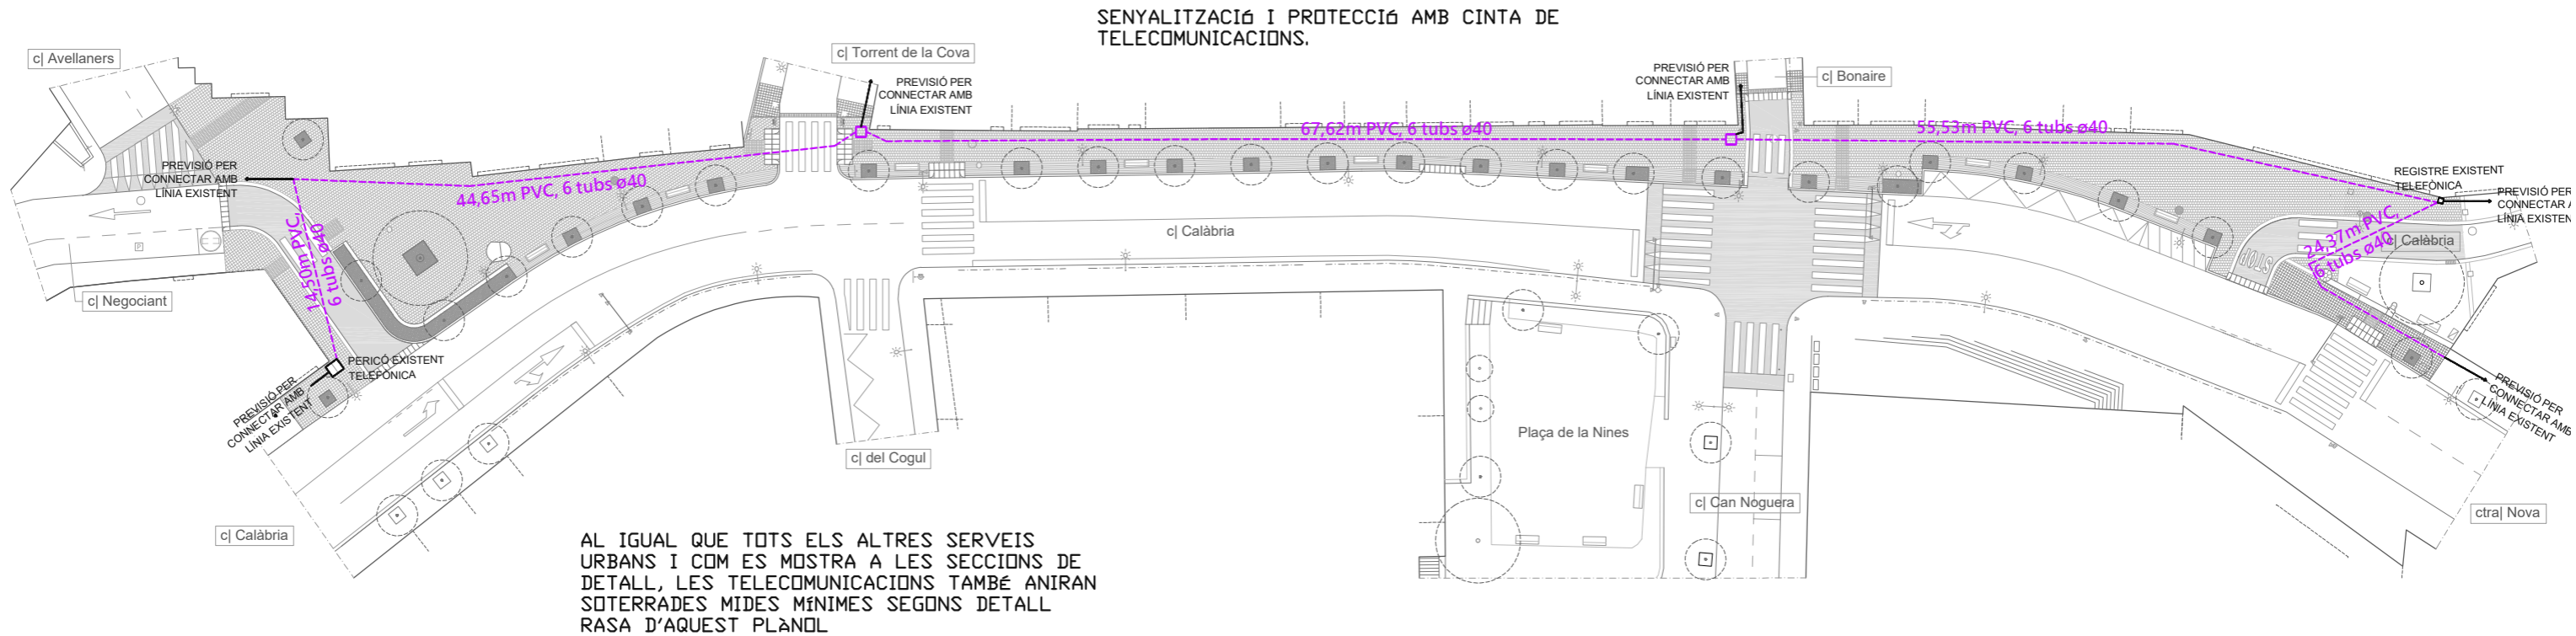 SENYALITZACIó I PROTECCIó AMB CINTA DE
TELECOMUNICACIONS.
c| Avellaners
c| Torrent de la Cova
PREVISIÓ PER
CONNECTAR AMB
LÍNIA EXISTENT
PREVISIÓ PER
CONNECTAR AMB
LÍNIA EXISTENT
c| Bonaire
67,62m PVC, 6 tubs ø40
55,53m PVC, 6 tubs ø40
PREVISIÓ PER
CONNECTAR AMB
LÍNIA EXISTENT
44,65m PVC, 6 tubs ø40
REGISTRE EXISTENT
TELEFÒNICA
PREVISIÓ PER
CONNECTAR A
LÍNIA EXISTEN
14,50m PVC,
6 tubs ø40
24,37m PVC,
6 tubs ø40
c| Calàbria
c| Calàbria
STOP
c| Negociant
PERICÓ EXISTENT
TELEFÒNICA
PREVISIÓ PER
CONNECTAR AMB
LÍNIA EXISTENT
PREVISIÓ PER
CONNECTAR AMB
LÍNIA EXISTENT
Plaça de la Nines
c| del Cogul
c| Can Noguera
ctra| Nova
c| Calàbria
AL IGUAL QUE TOTS ELS ALTRES SERVEIS
URBANS I COM ES MOSTRA A LES SECCIONS DE
DETALL, LES TELECOMUNICACIONS TAMBé ANIRAN
SOTERRADES MIDES MíNIMES SEGONS DETALL
RASA D'AQUEST PLàNOL